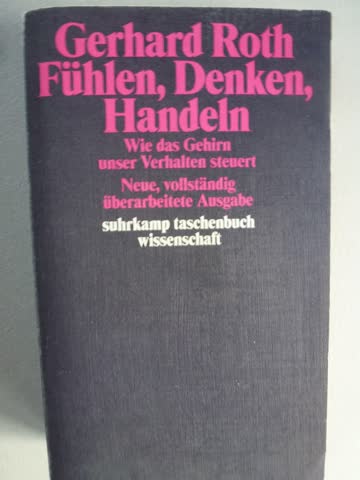 Gerhard Roth
Fühlen, Denken,
Handeln
Wie das Gehirn
unser Verhalten steuert
Neue, vollständig
überarbeitete Ausgabe
suhrkamp taschenbuch
wissenschaft